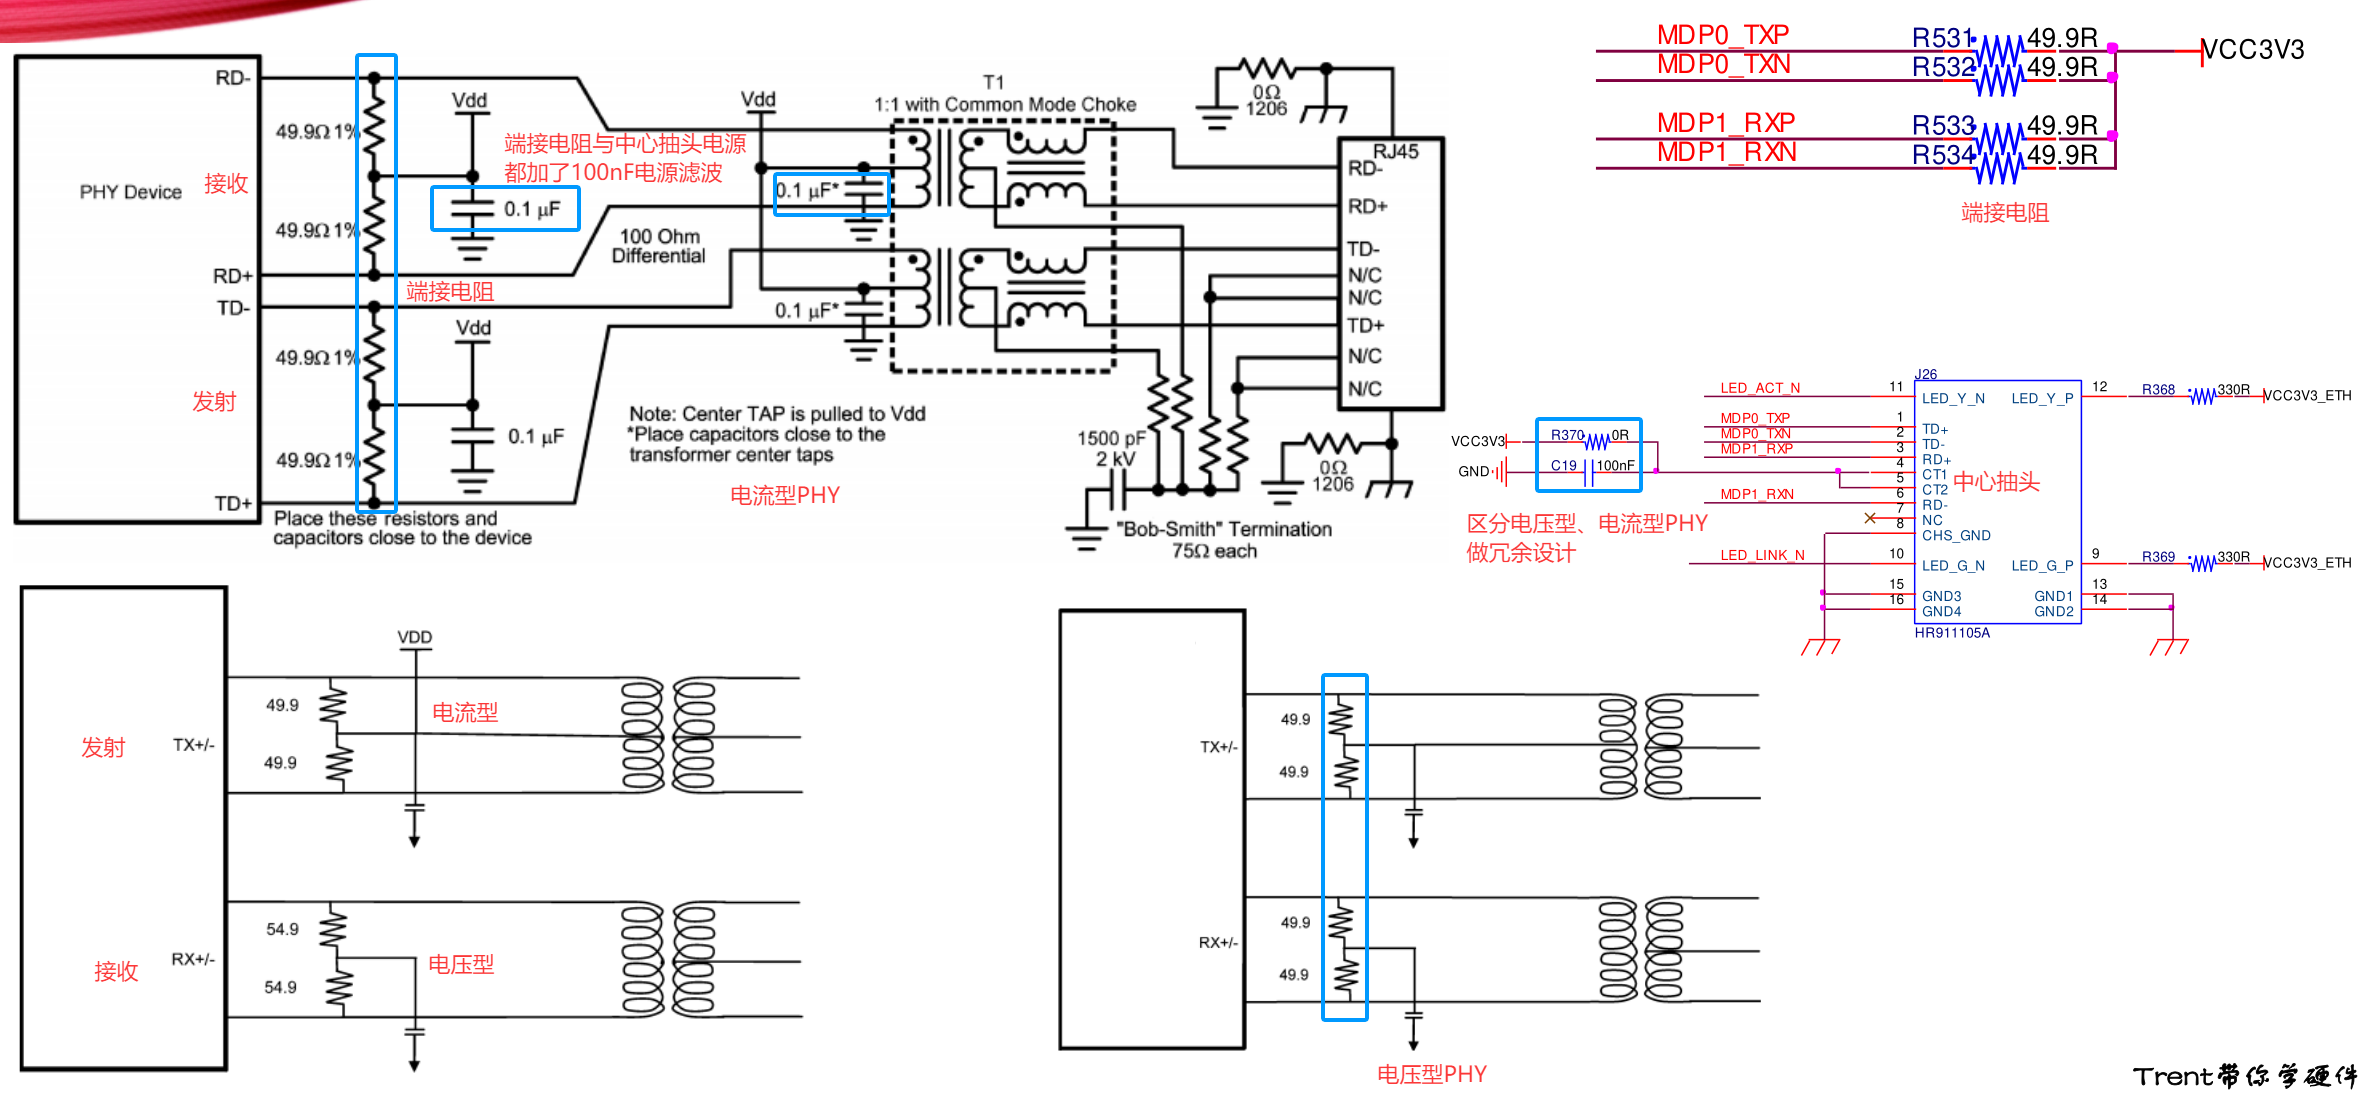 PHY Device
RD-
RD+
TD-
TD+
接收
发射
49.9Ω 1%
49.9Ω 1%
49.9Ω 1%
49.9Ω 1%
Vdd
0.1 µF
端接电阻
Vdd
0.1 µF
Place these resistors and
capacitors close to the device
端接电阻与中心抽头电源
都加了100nF电源滤波
100 Ohm
Differential
Vdd
0.1 µF*
0.1 µF*
T1
1:1 with Common Mode Choke
Note: Center TAP is pulled to Vdd
*Place capacitors close to the
transformer center taps
电流型PHY
0Ω
1206
RJ45
RD-
RD+
TD-
N/C
N/C
TD+
N/C
N/C
1500 pF
2 kV
0Ω
1206
"Bob-Smith" Termination
75Ω each
MDP0_TXP R531 49.9R VCC3V3
MDP0_TXN R532 49.9R
MDP1_RXP R533 49.9R
MDP1_RXN R534 49.9R
端接电阻
J26
LED_ACT_N 11 LED_Y_N LED_Y_P 12 R368 330R VCC3V3_ETH
MDP0_TXP 1 TD+
MDP0_TXN 2 TD-
MDP1_RXP 3 RD+
4 CT1
5 CT2
中心抽头
MDP1_RXN 6 RD-
7 NC
8 CHS_GND
LED_LINK_N 10 LED_G_N LED_G_P 9 R369 330R VCC3V3_ETH
15 GND3 GND1 13
16 GND4 GND2 14
HR911105A
VCC3V3 R370 0R
GND C19 100nF
区分电压型、电流型PHY
做冗余设计
VDD
49.9
电流型
发射
TX+/-
49.9
54.9
接收
RX+/-
电压型
54.9
49.9
TX+/-
49.9
49.9
RX+/-
49.9
电压型PHY
Trent带你学硬件